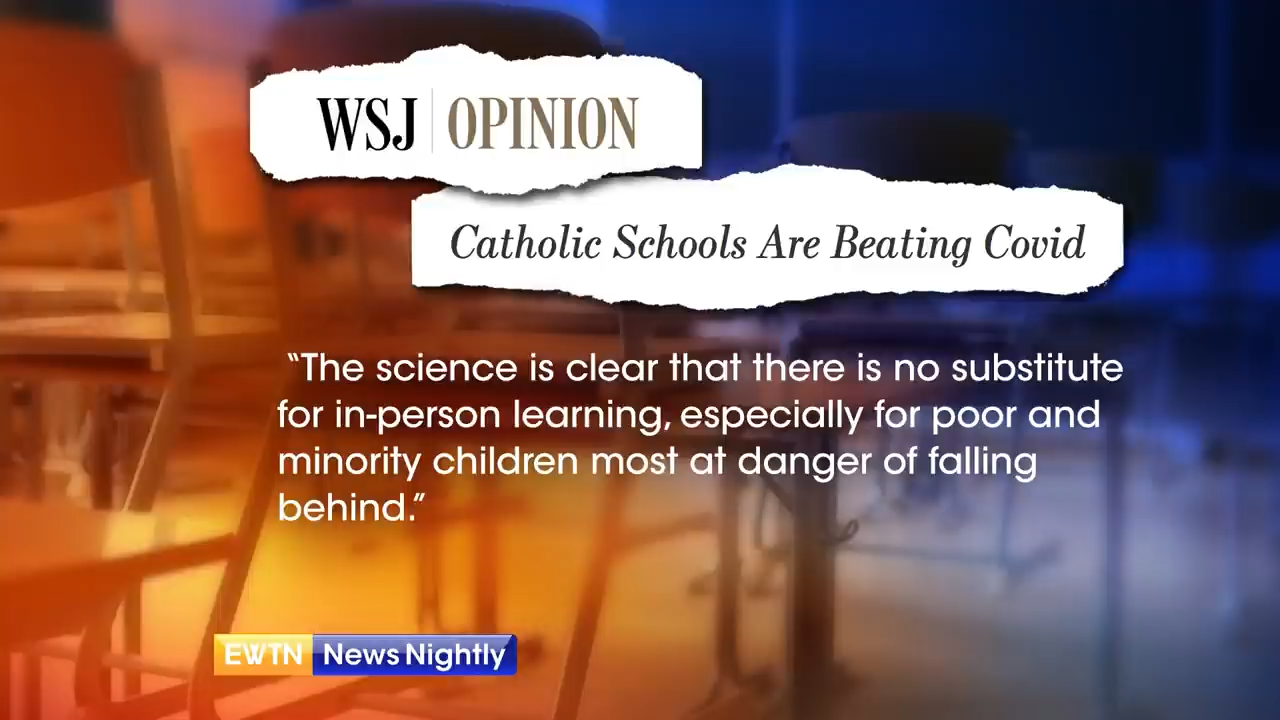 WSJ | OPINION
Catholic Schools Are Beating Covid
“The science is clear that there is no substitute
for in-person learning, especially for poor and
minority children most at danger of falling
behind.”
EWTN News Nightly